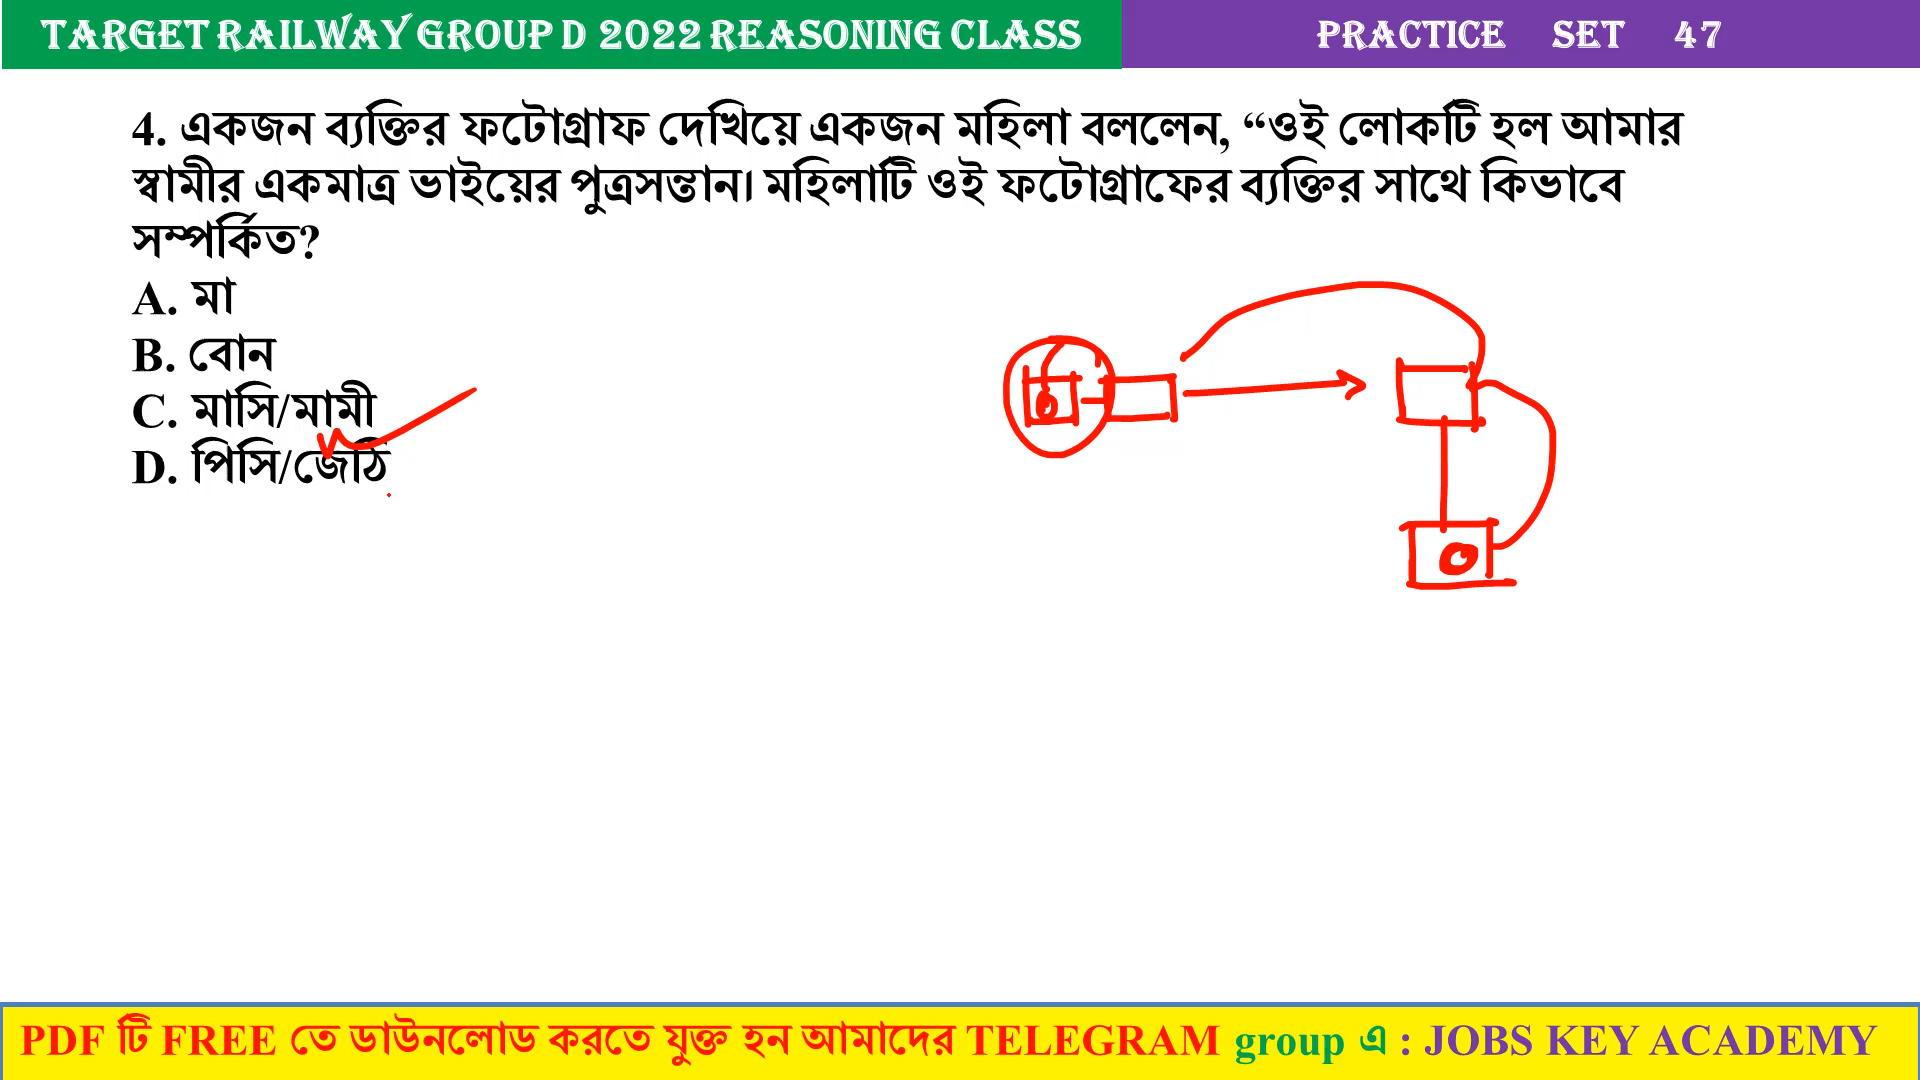 TARGET RAILWAY GROUP D 2022 REASONING CLASS PRACTICE SET 47
4. একজন ব্যক্তির ফটোগ্রাফ দেখিয়ে একজন মহিলা বললেন, “ওই লোকটি হল আমার
স্বামীর একমাত্র ভাইয়ের পুত্রসন্তান। মহিলাটি ওই ফটোগ্রাফের ব্যক্তির সাথে কিভাবে
সম্পর্কিত?
A. মা
B. বোন
C. মাসি/মামী
D. পিসি/জেঠি
PDF টি FREE তে ডাউনলোড করতে যুক্ত হন আমাদের TELEGRAM group এ : JOBS KEY ACADEMY